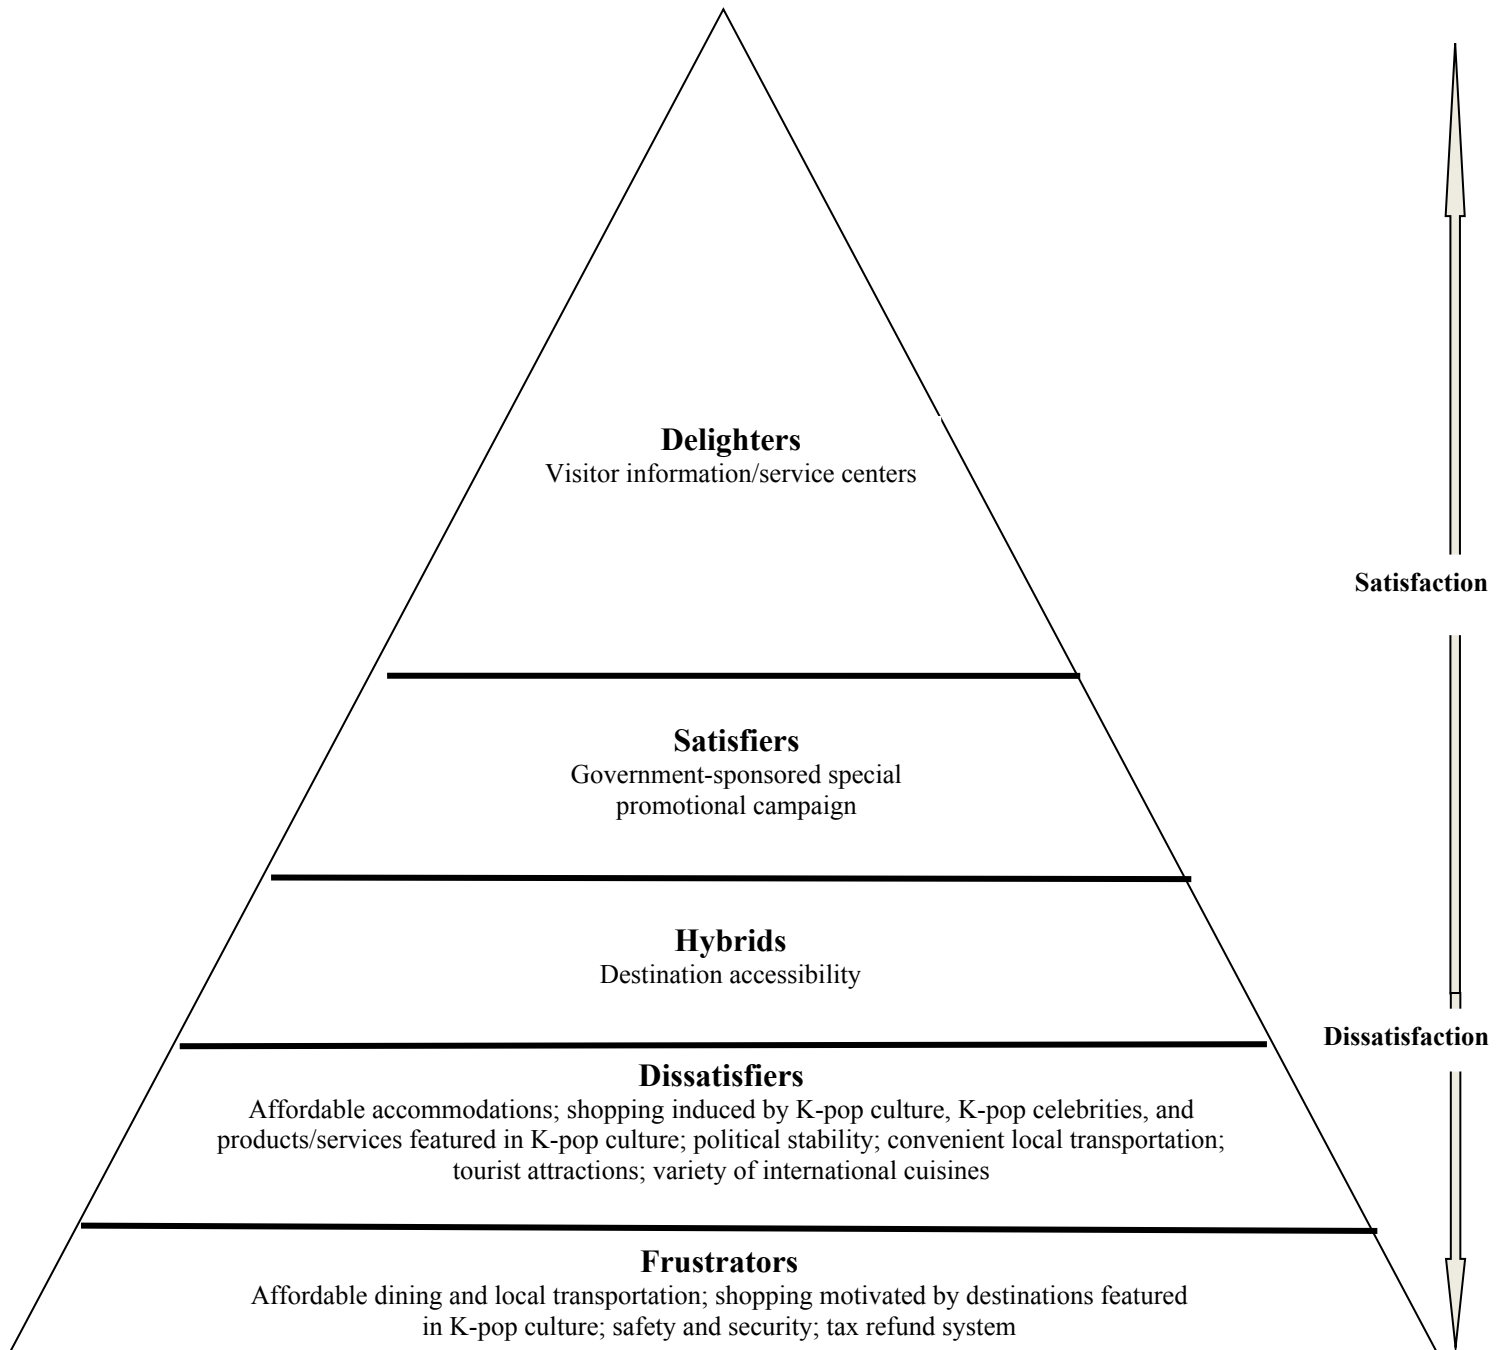 Delighters
Visitor information/service centers
Satisfaction
Satisfiers
Government-sponsored special
promotional campaign
Hybrids
Destination accessibility
Dissatisfaction
Dissatisfiers
Affordable accommodations; shopping induced by K-pop culture, K-pop celebrities, and
products/services featured in K-pop culture; political stability; convenient local transportation;
tourist attractions; variety of international cuisines
Frustrators
Affordable dining and local transportation; shopping motivated by destinations featured
in K-pop culture; safety and security; tax refund system